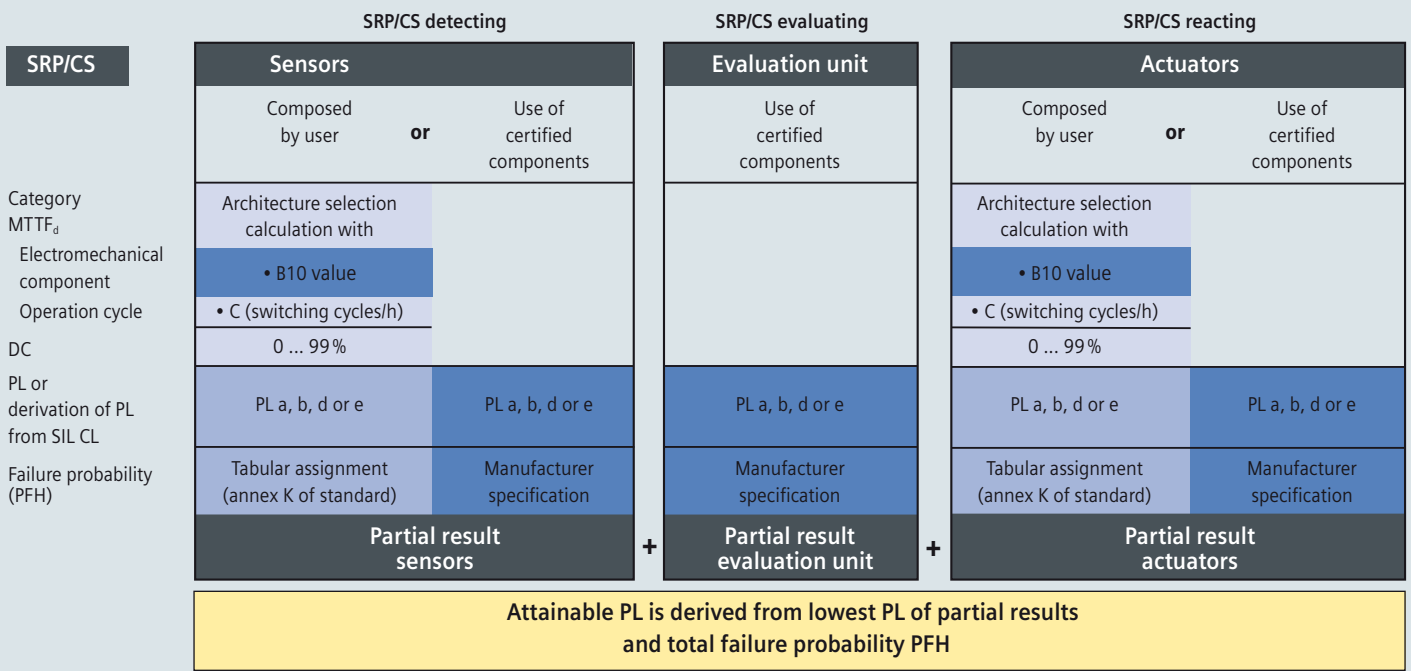 SRP/CS detecting
SRP/CS evaluating
SRP/CS reacting
SRP/CS
Sensors
Evaluation unit
Actuators
Composed
by user
or
Use of
certified
components
Use of
certified
components
Composed
by user
or
Use of
certified
components
Category
MTTFd
Electromechanical
component
Operation cycle
DC
PL or
derivation of PL
from SIL CL
Failure probability
(PFH)
Architecture selection
calculation with
• B10 value
• C (switching cycles/h)
0 ... 99%
PL a, b, d or e
Tabular assignment
(annex K of standard)
PL a, b, d or e
Manufacturer
specification
PL a, b, d or e
Manufacturer
specification
Architecture selection
calculation with
• B10 value
• C (switching cycles/h)
0 ... 99%
PL a, b, d or e
Tabular assignment
(annex K of standard)
PL a, b, d or e
Manufacturer
specification
Partial result
sensors
+
Partial result
evaluation unit
+
Partial result
actuators
Attainable PL is derived from lowest PL of partial results
and total failure probability PFH